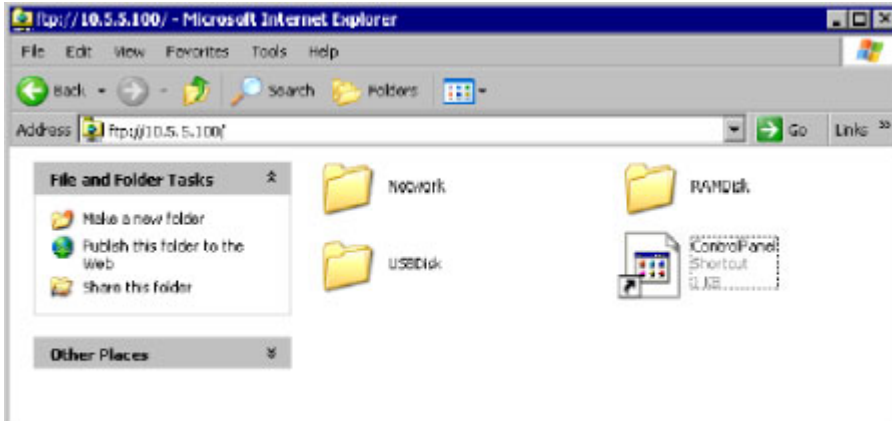 ftp://10.5.5.100/ - Microsoft Internet Explorer
File Edit View Favorites Tools Help
Back Search Folders
Address ftp://10.5.5.100/ Go Links »
File and Folder Tasks
Make a new folder
Publish this folder to the
Web
Share this folder
Other Places
Network
RAMDisk
USBDisk
ControlPanel
Shortcut
1 KB